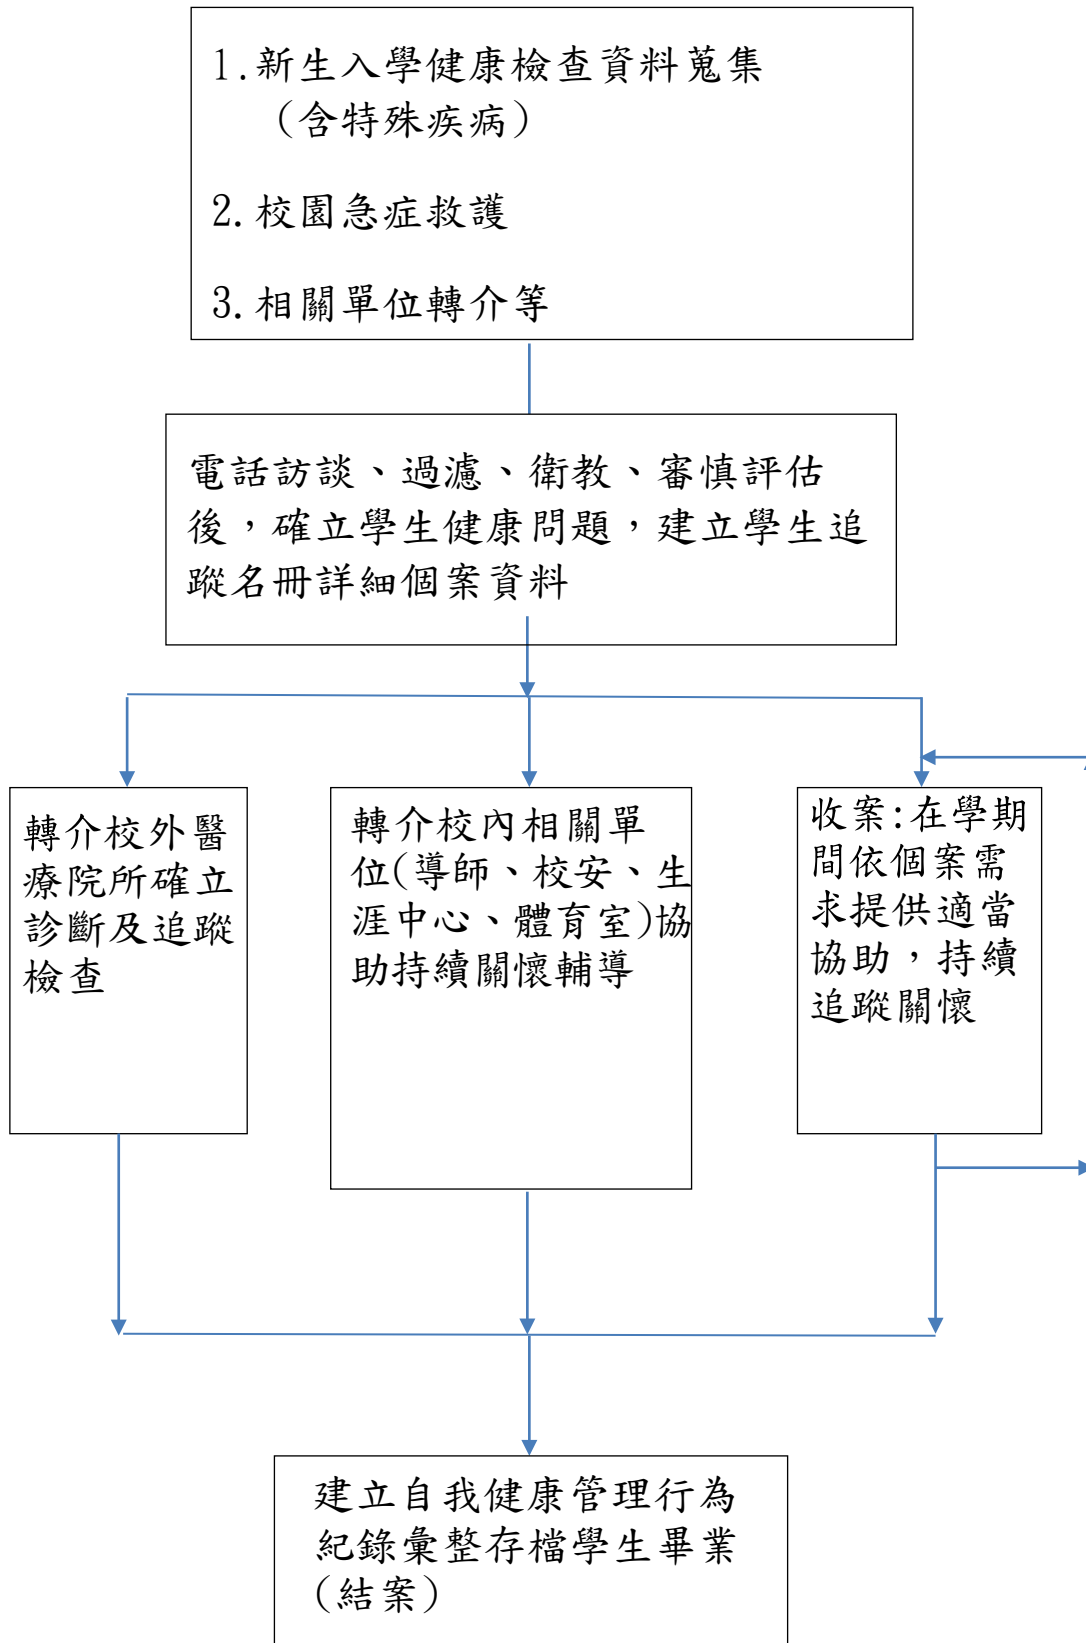 1.新生入學健康檢查資料蒐集
（含特殊疾病）
2.校園急症救護
3.相關單位轉介等
電話訪談、過濾、衛教、審慎評估
後，確立學生健康問題，建立學生追
蹤名冊詳細個案資料
轉介校外醫
療院所確立
診斷及追蹤
檢查
轉介校內相關單
位(導師、校安、生
涯中心、體育室)協
助持續關懷輔導
收案:在學期
間依個案需
求提供適當
協助，持續
追蹤關懷
建立自我健康管理行為
紀錄彙整存檔學生畢業
（結案）